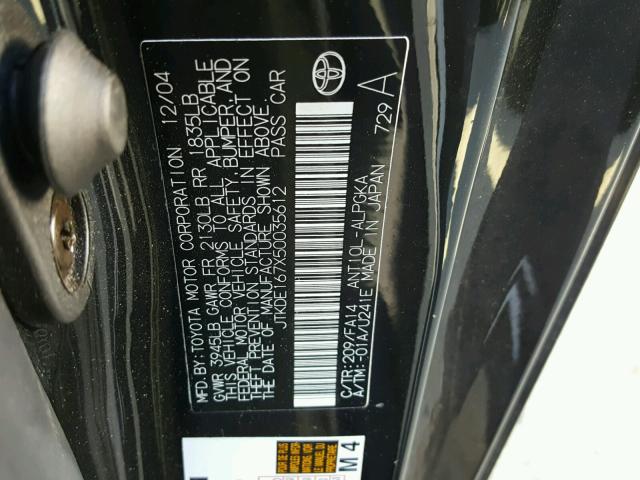 MFD.BY:TOYOTA MOTOR CORPORATION 12/04
GVWR 3945LB GAWR FR 2130LB RR 1835LB
THIS VEHICLE CONFORMS TO ALL APPLICABLE
FEDERAL MOTOR VEHICLE SAFETY, BUMPER, AND
THEFT PREVENTION STANDARDS IN EFFECT ON
THE DATE OF MANUFACTURE SHOWN ABOVE.
JTKDE167X50035612 PASS CAR
C/TR:209/FA14 ANT10L-ALPGKA
A/TM:-01A/U241E MADE IN JAPAN 729 A
M4